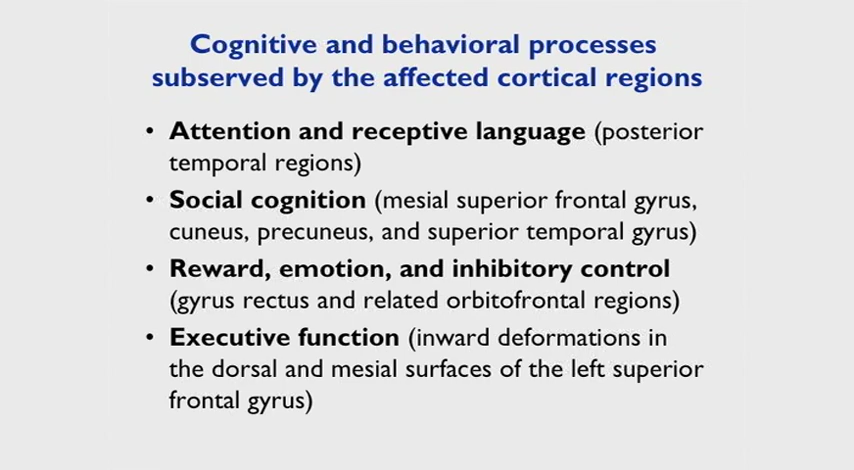 Cognitive and behavioral processes
subserved by the affected cortical regions
• Attention and receptive language (posterior
temporal regions)
• Social cognition (mesial superior frontal gyrus,
cuneus, precuneus, and superior temporal gyrus)
• Reward, emotion, and inhibitory control
(gyrus rectus and related orbitofrontal regions)
• Executive function (inward deformations in
the dorsal and mesial surfaces of the left superior
frontal gyrus)